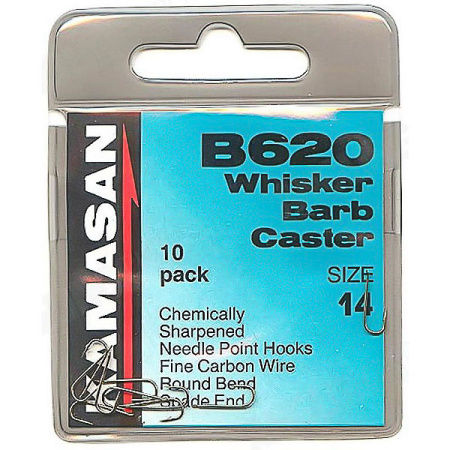 KAMASAN
B620
Whisker
Barb
Caster
10
pack
SIZE
14
Chemically
Sharpened
Needle Point Hooks
Fine Carbon Wire
Round Bend
Spade End